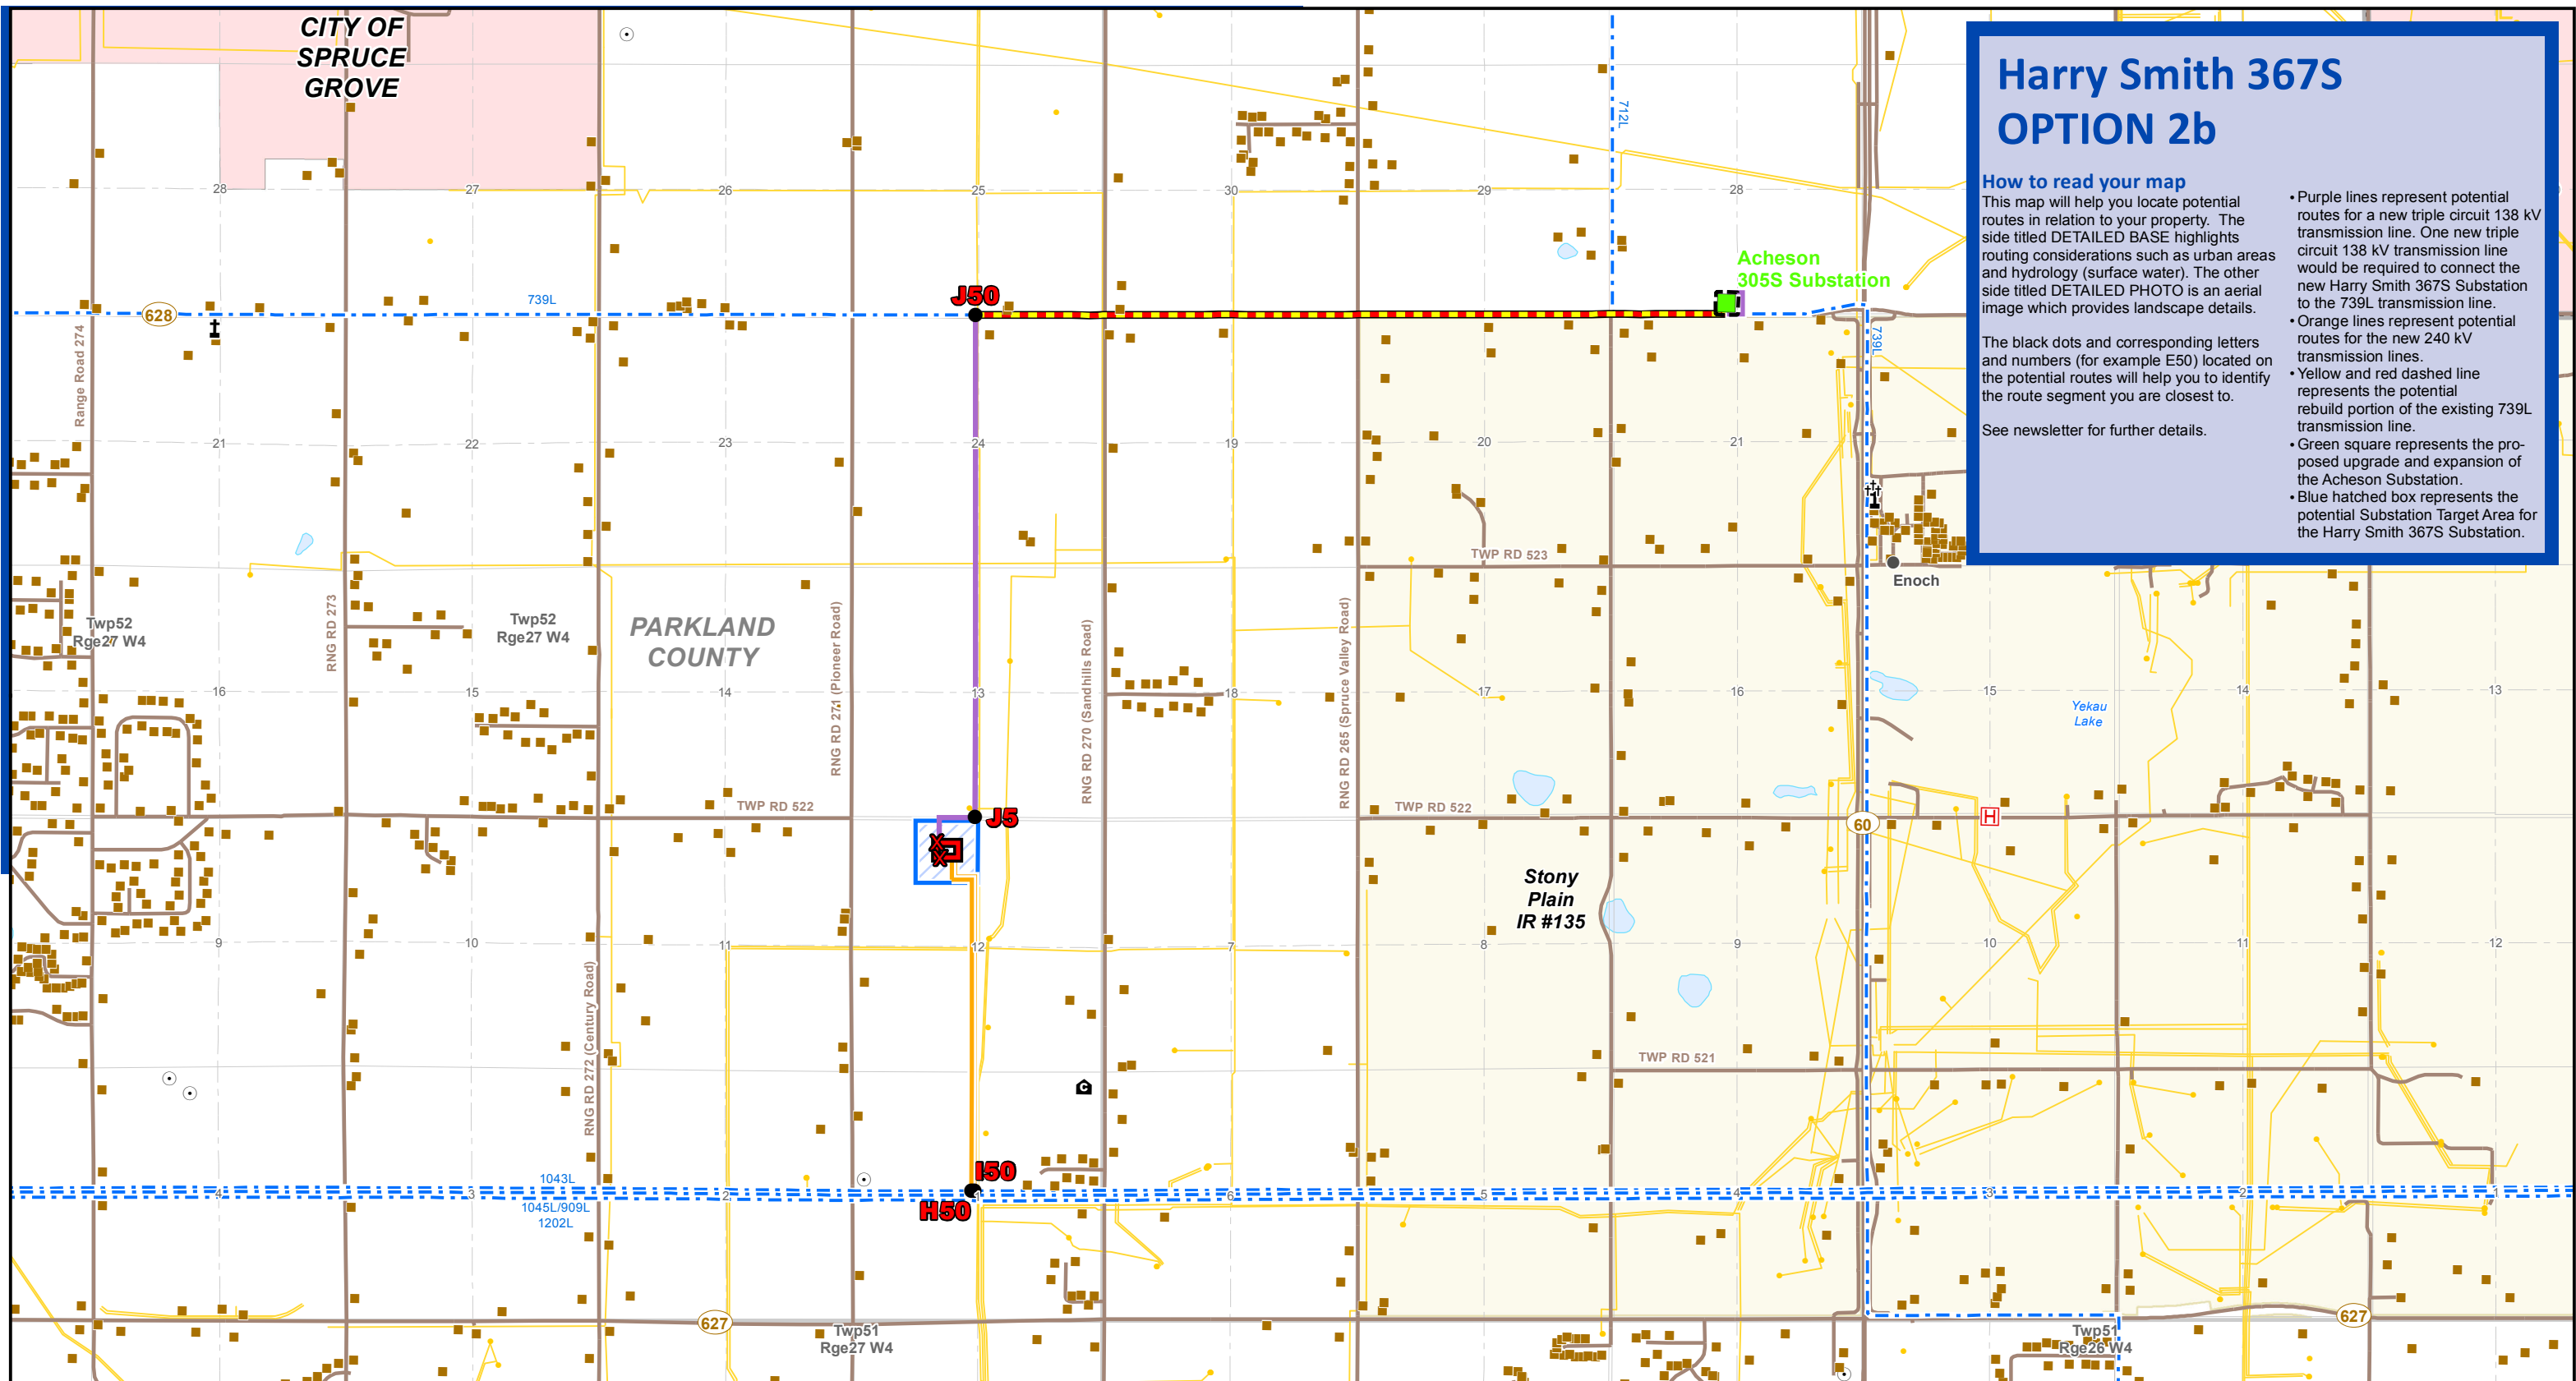 CITY OF
SPRUCE
GROVE
Harry Smith 367S
OPTION 2b
How to read your map
This map will help you locate potential
routes in relation to your property. The
side titled DETAILED BASE highlights
routing considerations such as urban areas
and hydrology (surface water). The other
side titled DETAILED PHOTO is an aerial
image which provides landscape details.
The black dots and corresponding letters
and numbers (for example E50) located on
the potential routes will help you to identify
the route segment you are closest to.
See newsletter for further details.
• Purple lines represent potential
routes for a new triple circuit 138 kV
transmission line. One new triple
circuit 138 kV transmission line
would be required to connect the
new Harry Smith 367S Substation
to the 739L transmission line.
• Orange lines represent potential
routes for the new 240 kV
transmission lines.
• Yellow and red dashed line
represents the potential
rebuild portion of the existing 739L
transmission line.
• Green square represents the pro-
posed upgrade and expansion of
the Acheson Substation.
• Blue hatched box represents the
potential Substation Target Area for
the Harry Smith 367S Substation.
712L
28
27
26
25
30
29
28
Acheson
305S Substation
J50
739L
628
739L
Range Road 274
21
22
23
24
19
20
21
TWP RD 523
Enoch
Twp52
Rge27 W4
RNG RD 273
Twp52
Rge27 W4
PARKLAND
COUNTY
RNG RD 271 (Pioneer Road)
RNG RD 270 (Sandhills Road)
RNG RD 265 (Spruce Valley Road)
16
15
14
13
18
17
16
15
14
13
Yekau
Lake
TWP RD 522
J5
TWP RD 522
60
H
Stony
Plain
IR #135
9
10
11
12
7
8
9
10
11
12
RNG RD 272 (Century Road)
TWP RD 521
C
I50
1043L
4
3
2
1
6
5
4
3
2
1
H50
1045L/909L
1202L
627
627
Twp51
Rge27 W4
Twp51
Rge26 W4